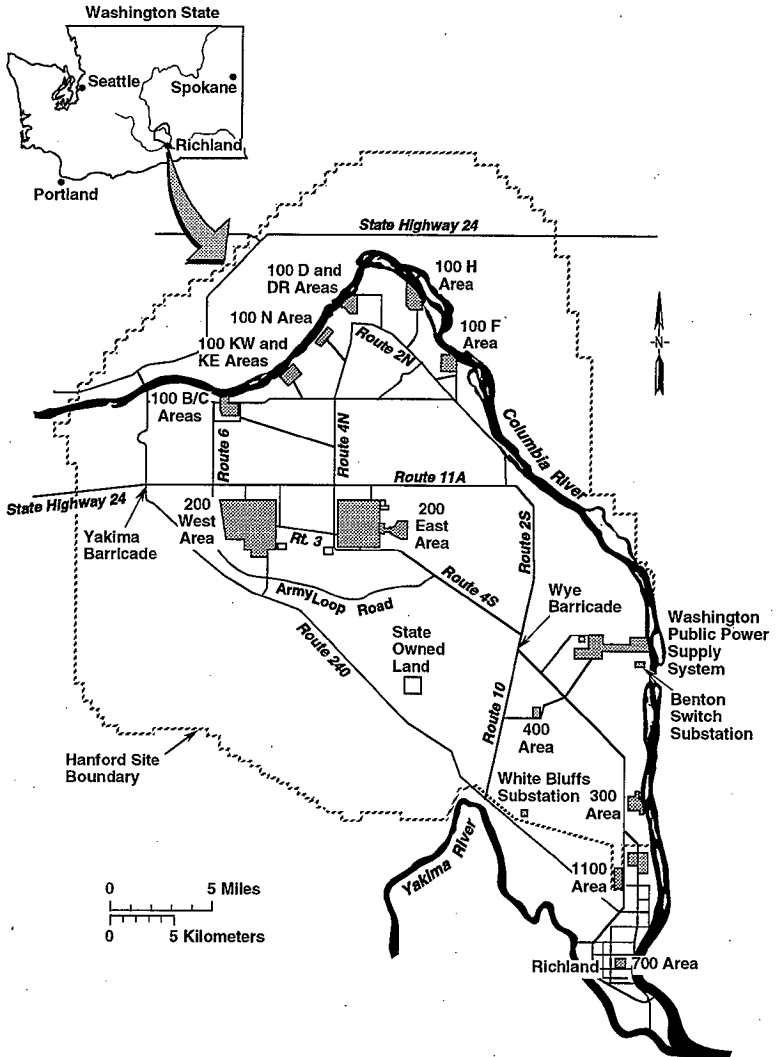 Washington State
Seattle
Spokane
Richland
Portland
State Highway 24
100 D and
DR Areas
100 H
Area
100 N Area
100 F
Area
100 KW and
KE Areas
Route 2N
N
100 B/C
Areas
Route 6
Route 4N
Columbia River
Route 11A
State Highway 24
200
West
Area
200
East
Area
Rt. 3
Yakima
Barricade
Route 2S
Army Loop Road
Route 4S
Wye
Barricade
Washington
Public Power
Supply
System
State
Owned
Land
Route 240
Benton
Switch
Substation
Route 10
400
Area
Hanford Site
Boundary
White Bluffs
Substation
300
Area
Yakima River
1100
Area
0 5 Miles
0 5 Kilometers
Richland
700 Area